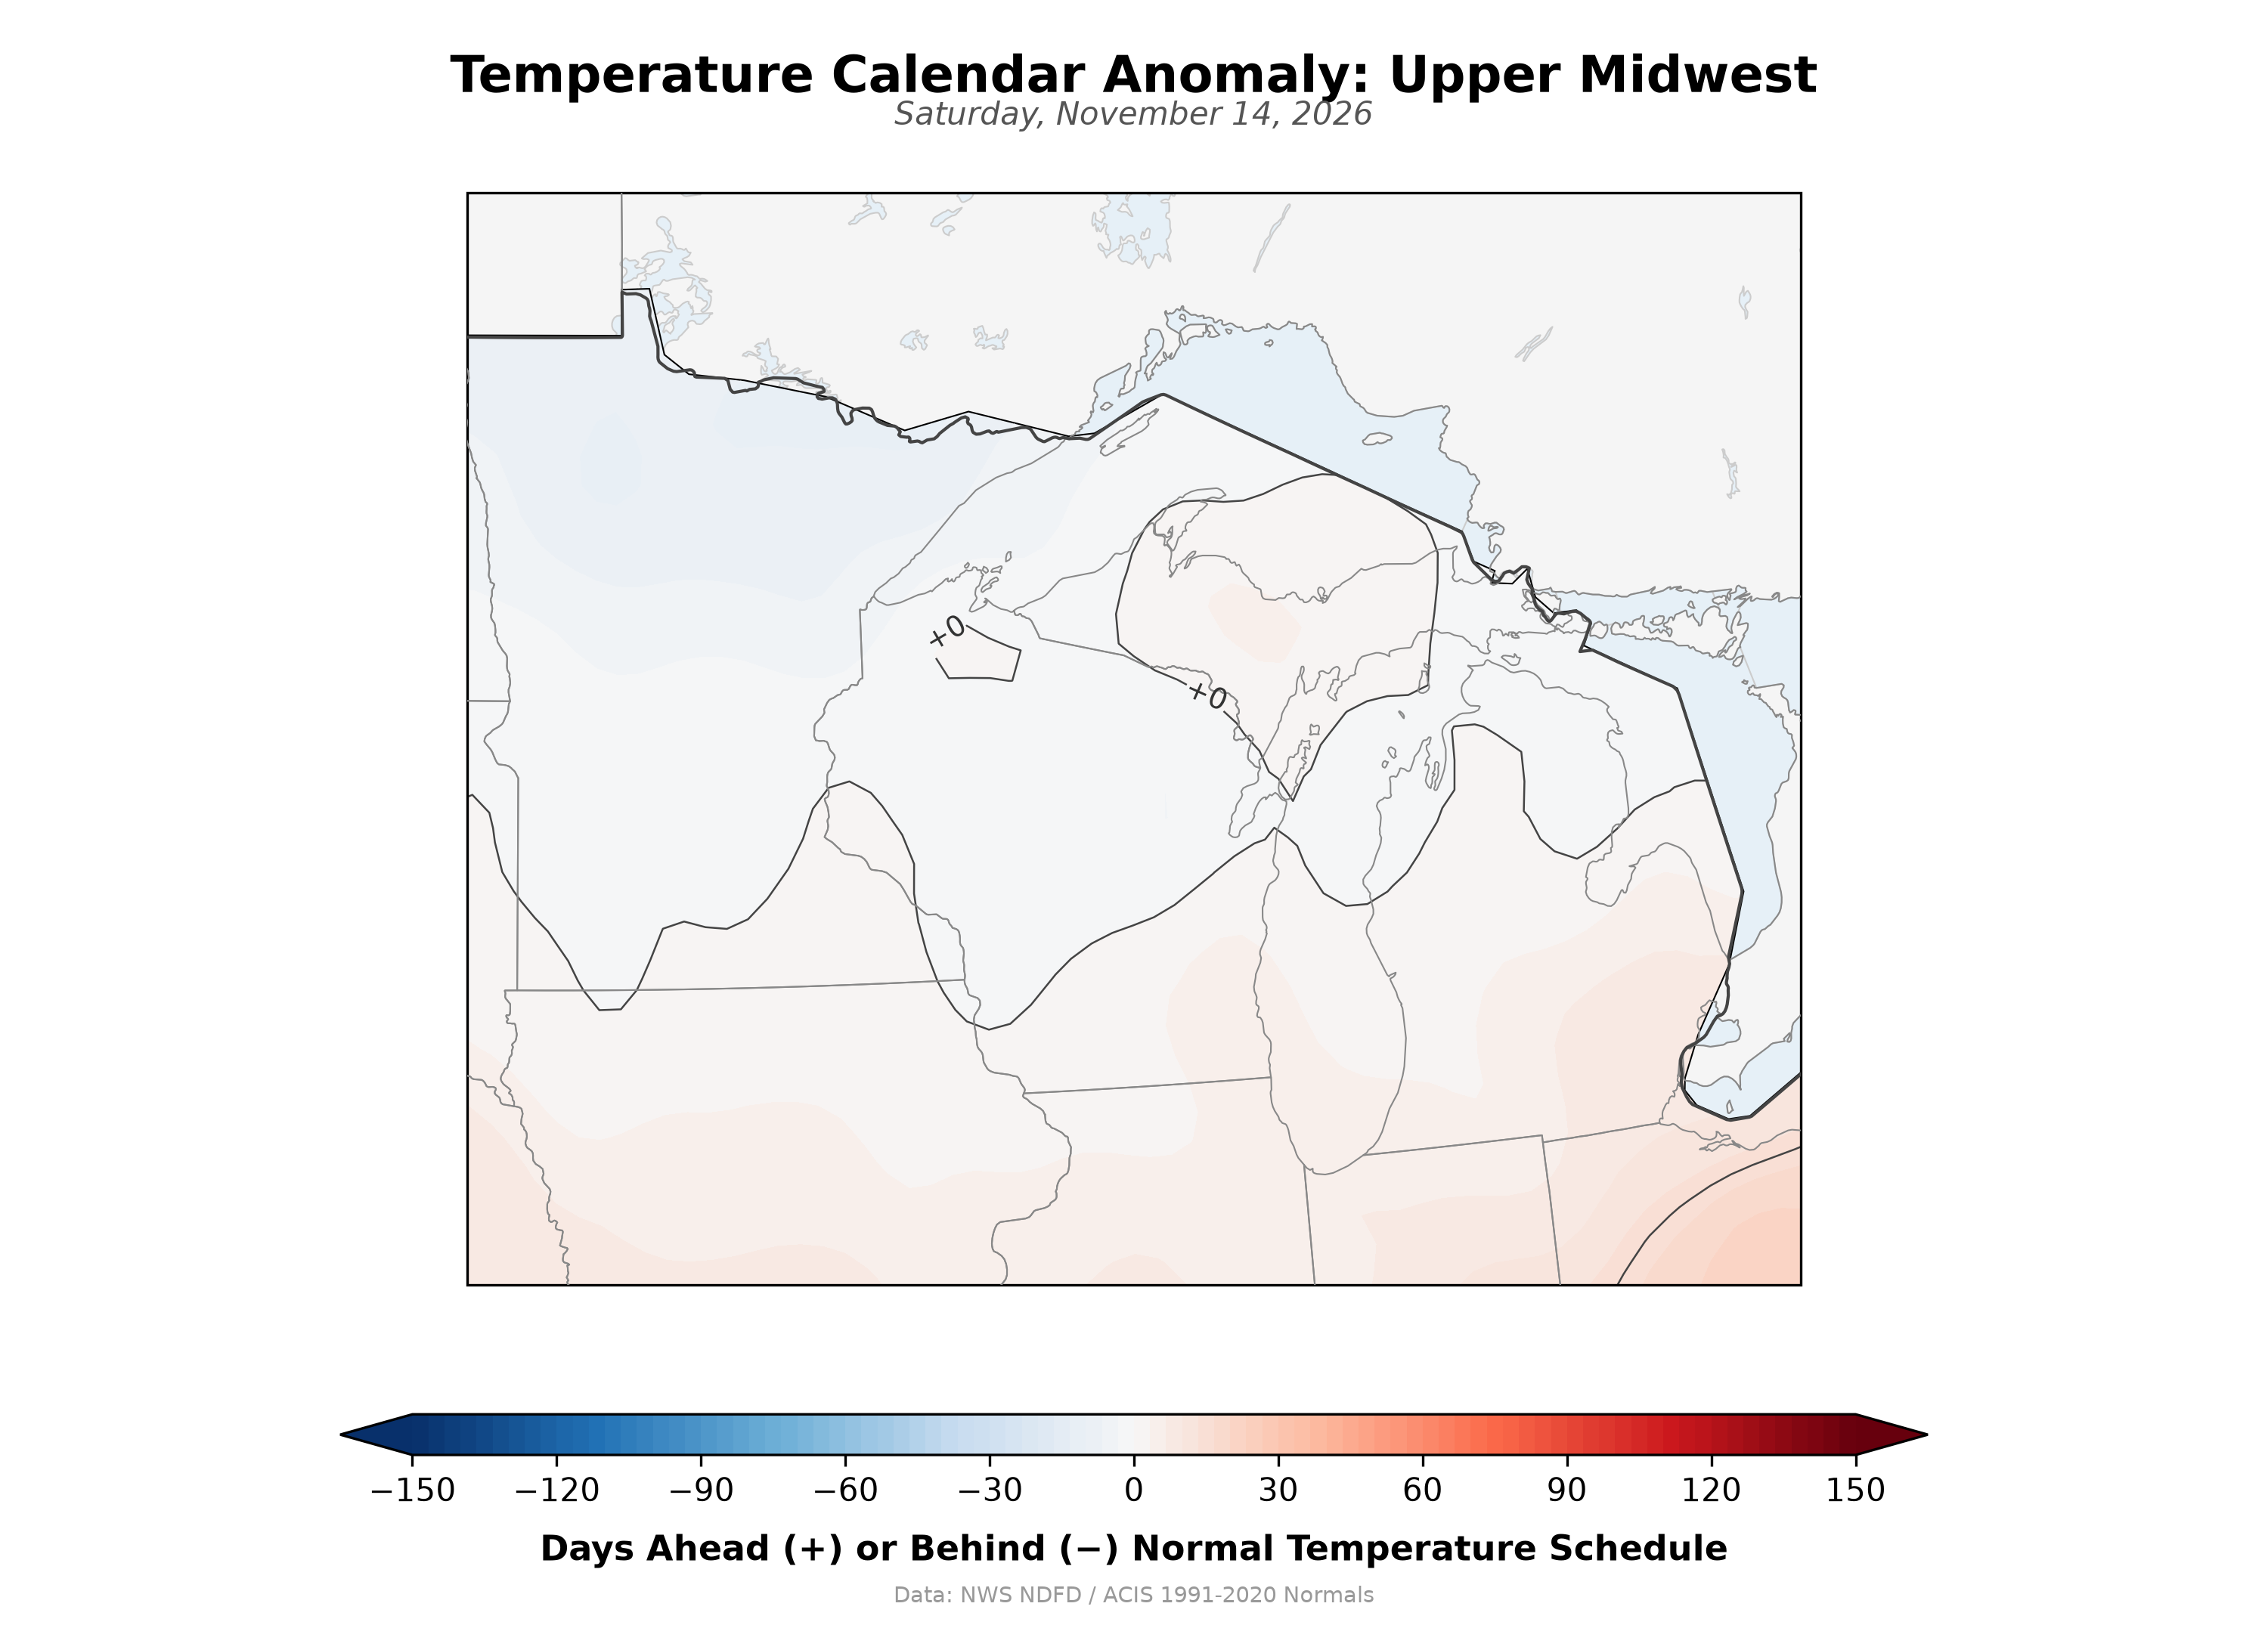 Temperature Calendar Anomaly: Upper Midwest
Saturday, November 14, 2026
+0
+0
−150 −120 −90 −60 −30 0 30 60 90 120 150
Days Ahead (+) or Behind (−) Normal Temperature Schedule
Data: NWS NDFD / ACIS 1991-2020 Normals